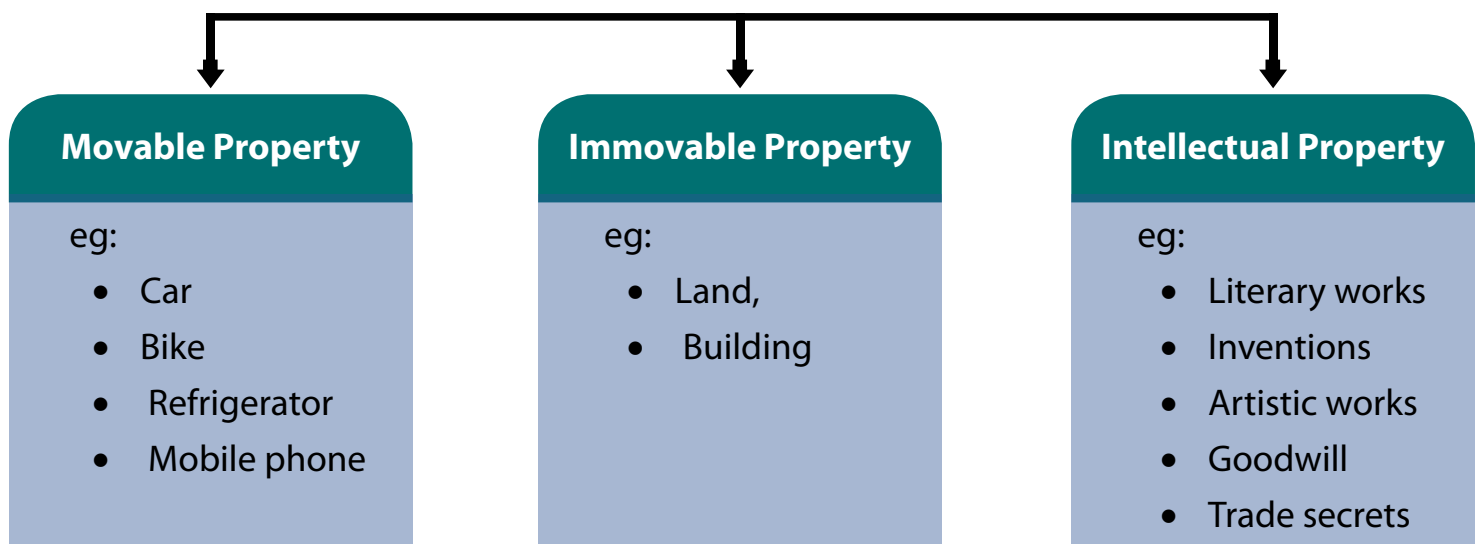 Movable Property
eg:
• Car
• Bike
• Refrigerator
• Mobile phone
Immovable Property
eg:
• Land,
• Building
Intellectual Property
eg:
• Literary works
• Inventions
• Artistic works
• Goodwill
• Trade secrets